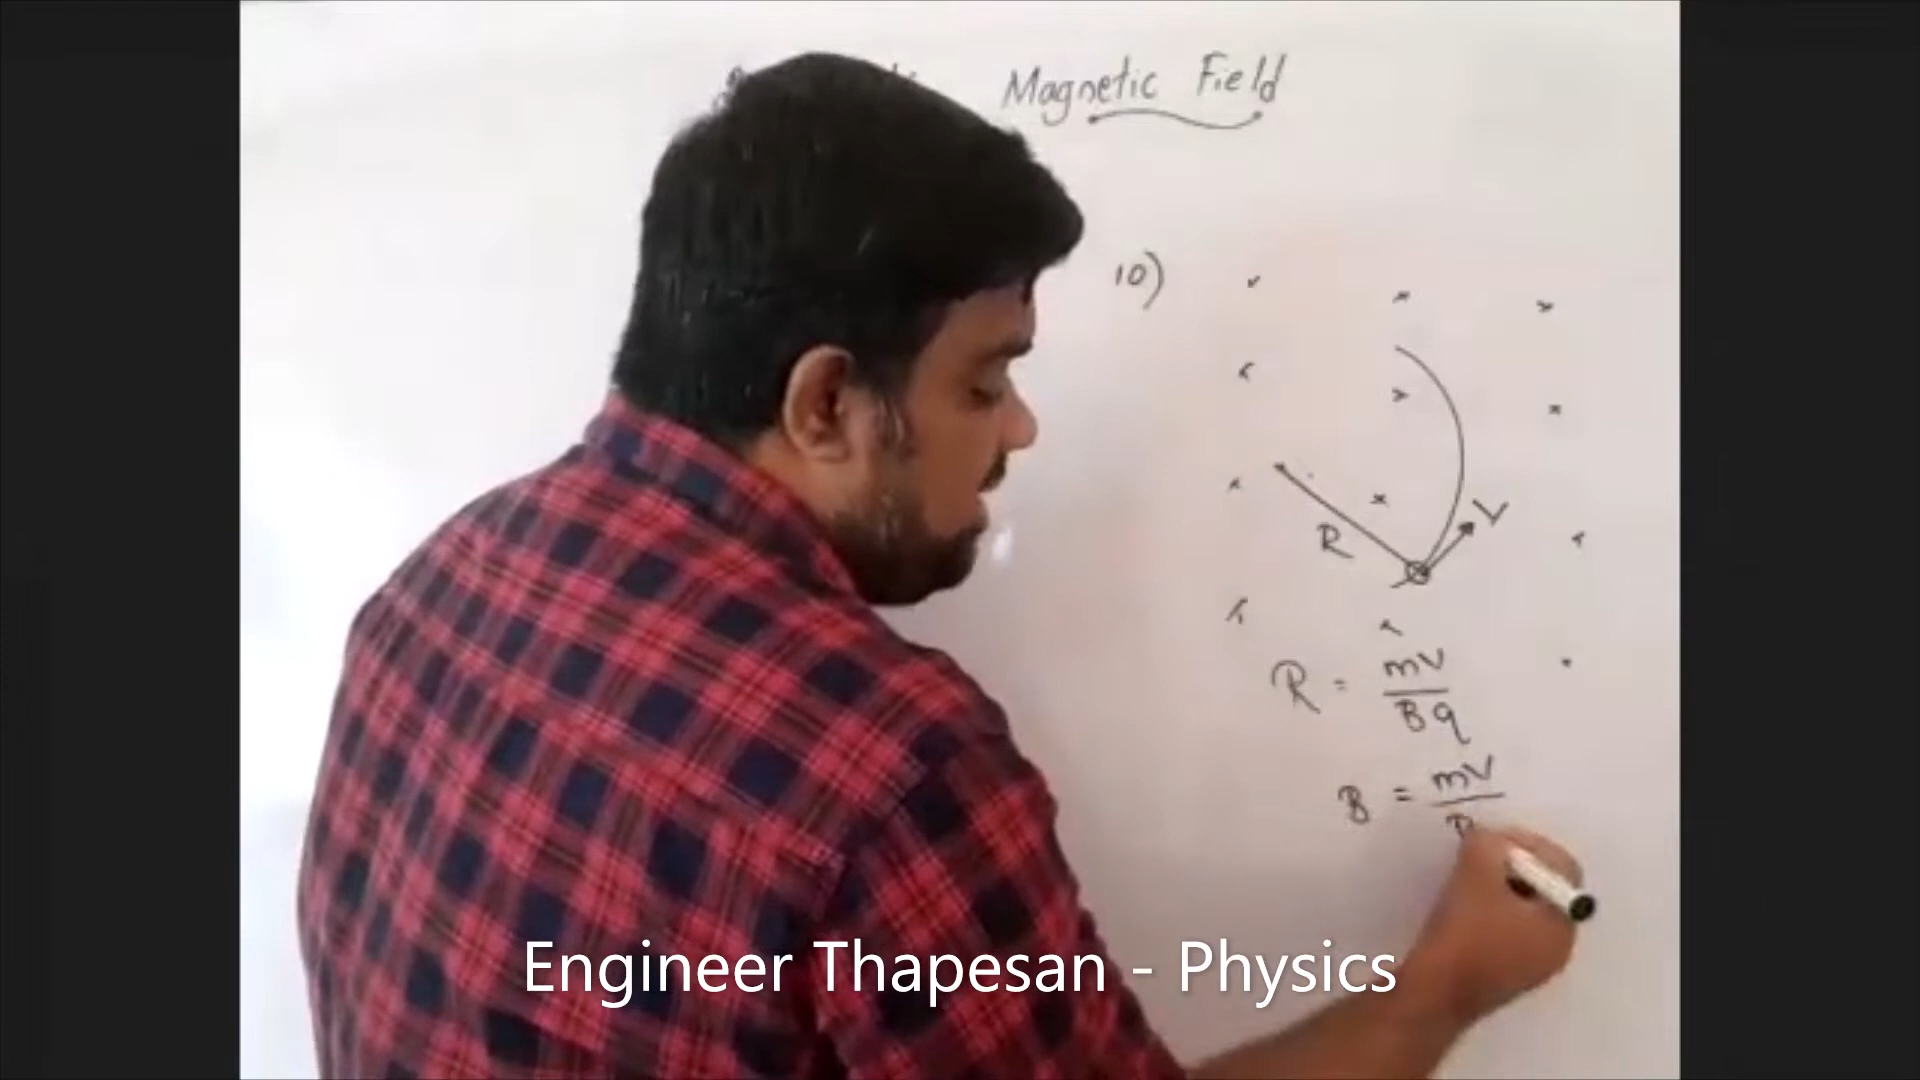 Magnetic Field
10)
V
R
R = mV / Bq
B = mV /
Engineer Thapesan - Physics